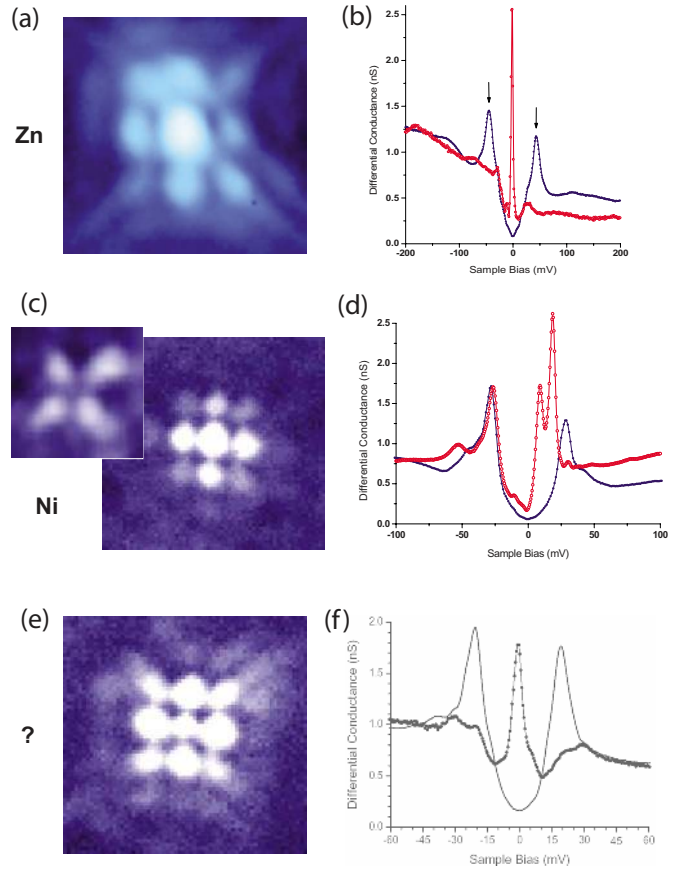 (a)
Zn
(b)
Differential Conductance (nS)
2.5
2.0
1.5
1.0
0.5
0.0
-200 -100 0 100 200
Sample Bias (mV)
(c)
Ni
(d)
Differential Conductance (nS)
2.5
2.0
1.5
1.0
0.5
0.0
-100 -50 0 50 100
Sample Bias (mV)
(e)
?
(f)
Differential Conductance (nS)
2.0
1.0
0.6
0.0
-60 -45 -30 -15 0 15 30 45 60
Sample Bias (mV)